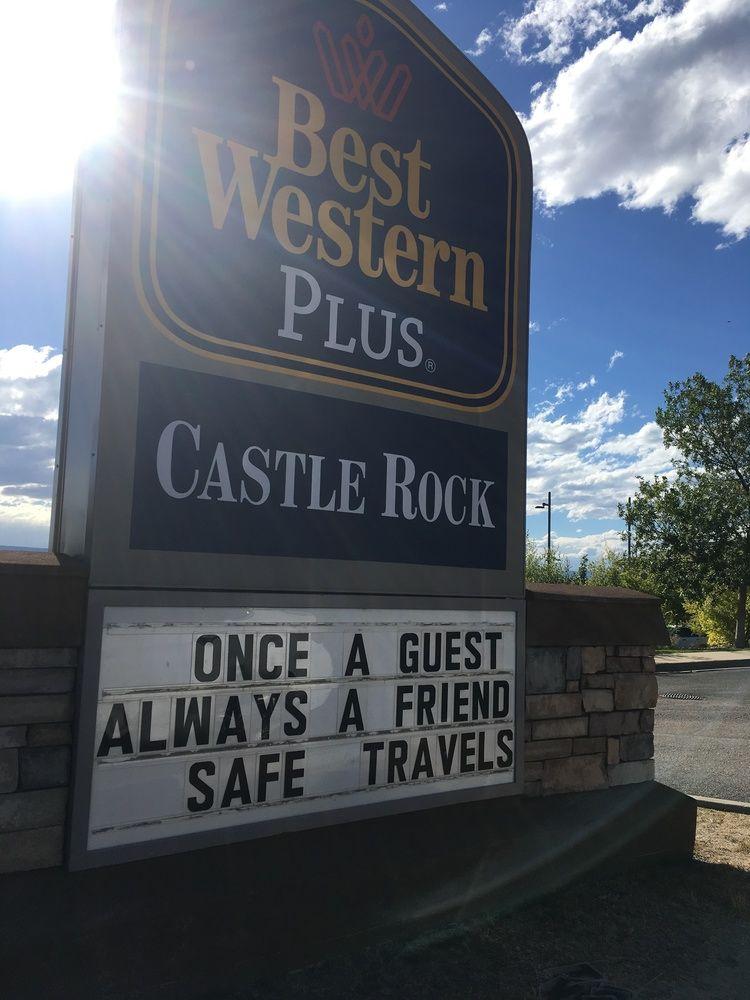 Best
Western
PLUS®
CASTLE ROCK
ONCE A GUEST
ALWAYS A FRIEND
SAFE TRAVELS